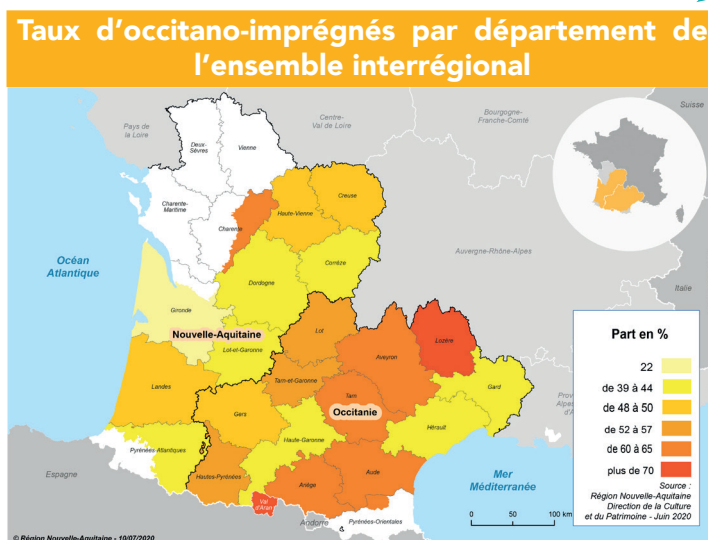 Taux d'occitano-imprégnés par département de
l'ensemble interrégional
Pays de
la Loire
Centre-
Val de Loire
Bourgogne-
Franche-Comté
Suisse
Deux-
Sèvres
Vienne
Charente-
Maritime
Charente
Haute-Vienne
Creuse
Océan
Atlantique
Auvergne-Rhône-Alpes
Corrèze
Dordogne
Italie
Gironde
Nouvelle-Aquitaine
Lot-et-Garonne
Lot
Aveyron
Lozère
Gard
Landes
Tam-et-Garonne
Tarn
Occitanie
Gers
Haute-Garonne
Hérault
Pyrénées Atlantiques
Hautes-Pyrénées
Ariège
Aude
Val
d'Aran
Espagne
Andorre
Pyrénées-Orientales
Mer
Méditerranée
Part en %
22
de 39 à 44
de 48 à 50
de 52 à 57
de 60 à 65
plus de 70
Source :
Région Nouvelle-Aquitaine
Direction de la Culture
et du Patrimoine - Juin 2020
0 50 100 km
© Région Nouvelle-Aquitaine - 10/07/2020